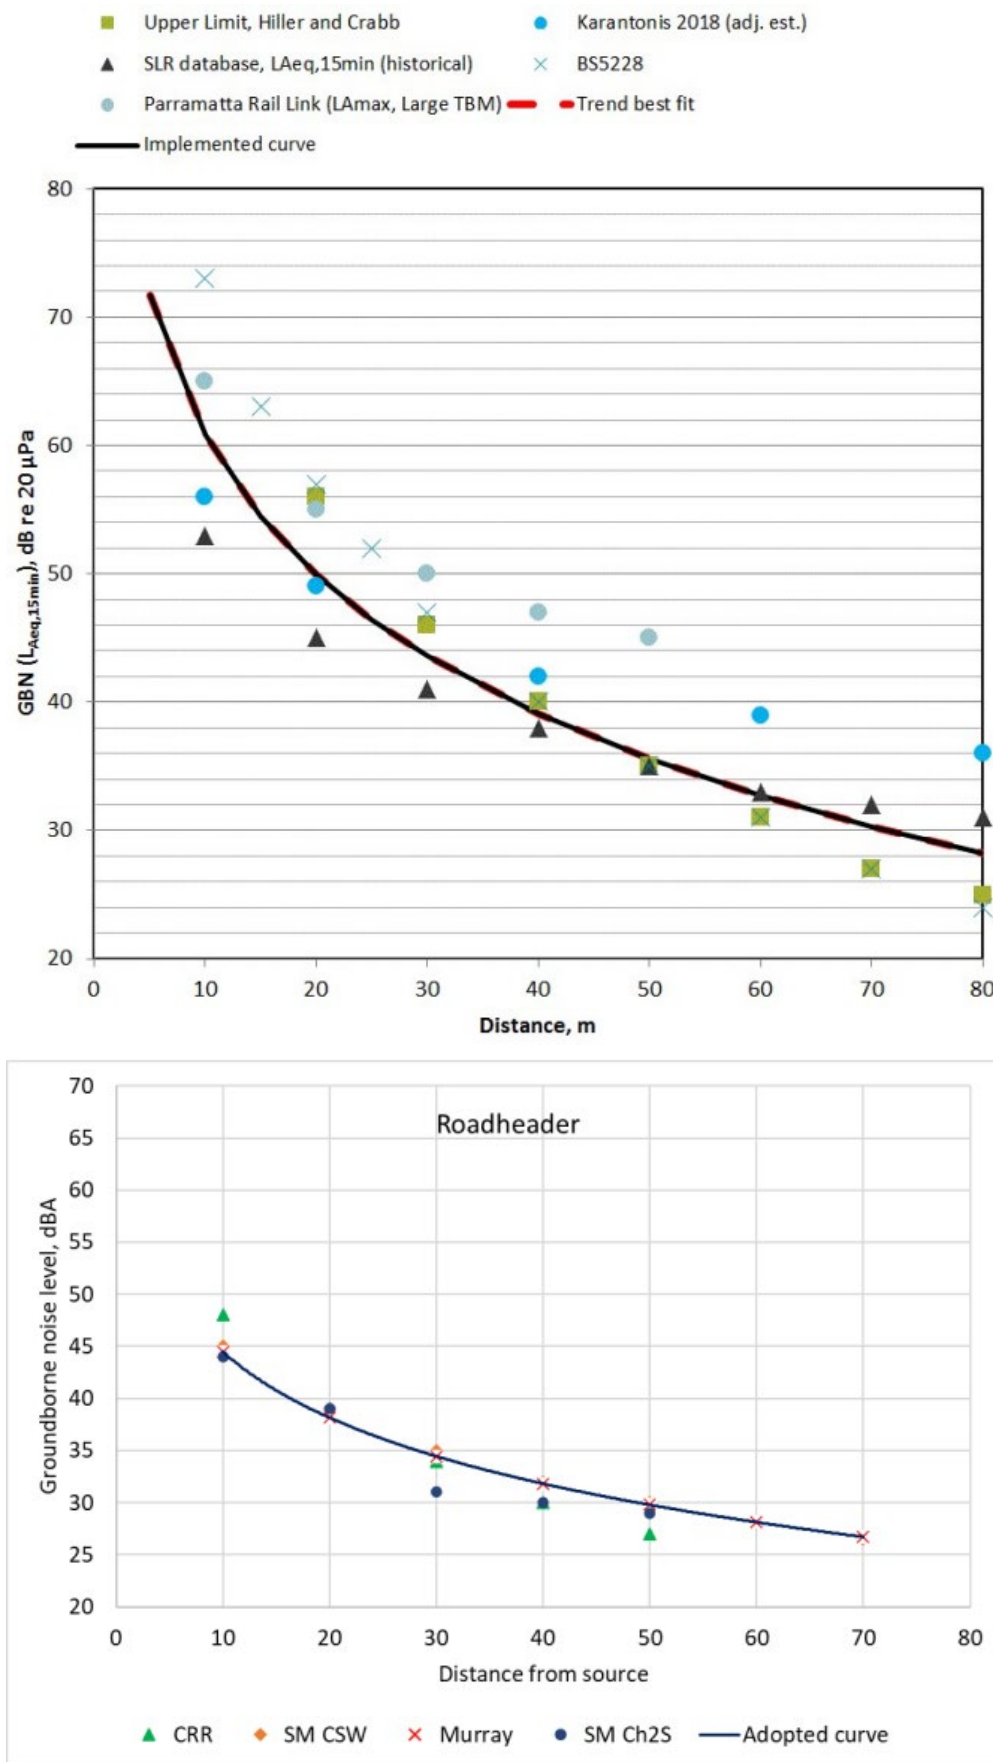 Upper Limit, Hiller and Crabb
Karantonis 2018 (adj. est.)
SLR database, LAeq,15min (historical)
BS5228
Parramatta Rail Link (LAmax, Large TBM)
Trend best fit
Implemented curve
80
70
60
50
40
30
20
GBN (LAeq,15min), dB re 20 µPa
0 10 20 30 40 50 60 70 80
Distance, m
Roadheader
70
65
60
55
50
45
40
35
30
25
20
Groundborne noise level, dBA
0 10 20 30 40 50 60 70 80
Distance from source
CRR SM CSW Murray SM Ch2S Adopted curve